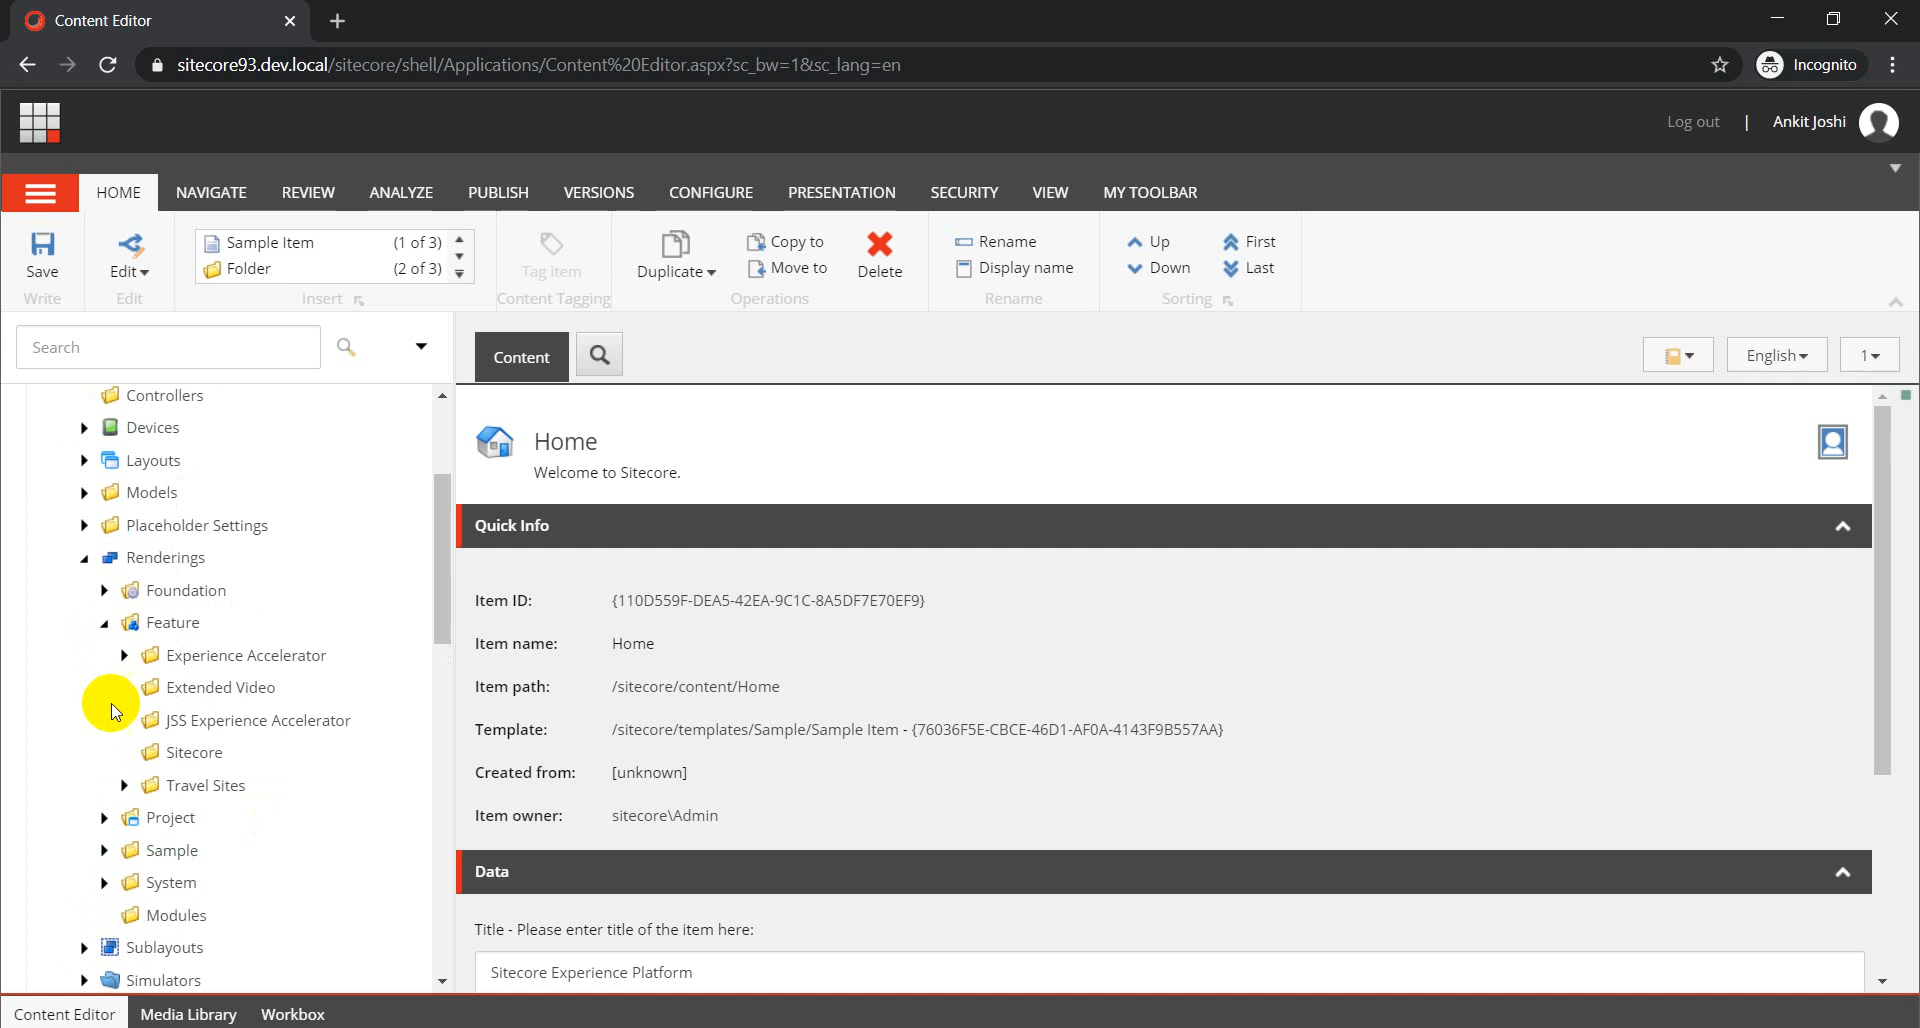 Content Editor
sitecore93.dev.local/sitecore/shell/Applications/Content%20Editor.aspx?sc_bw=1&sc_lang=en
Incognito
Log out | Ankit Joshi
HOME NAVIGATE REVIEW ANALYZE PUBLISH VERSIONS CONFIGURE PRESENTATION SECURITY VIEW MY TOOLBAR
Save
Write
Edit
Edit
Sample Item (1 of 3)
Folder (2 of 3)
Insert
Tag item
Content Tagging
Duplicate
Copy to
Move to
Delete
Operations
Rename
Display name
Rename
Up First
Down Last
Sorting
Search
Content
English
1
Controllers
Devices
Layouts
Models
Placeholder Settings
Renderings
Foundation
Feature
Experience Accelerator
Extended Video
JSS Experience Accelerator
Sitecore
Travel Sites
Project
Sample
System
Modules
Sublayouts
Simulators
Home
Welcome to Sitecore.
Quick Info
Item ID: {110D559F-DEA5-42EA-9C1C-8A5DF7E70EF9}
Item name: Home
Item path: /sitecore/content/Home
Template: /sitecore/templates/Sample/Sample Item - {76036F5E-CBCE-46D1-AF0A-4143F9B557AA}
Created from: [unknown]
Item owner: sitecore\Admin
Data
Title - Please enter title of the item here:
Sitecore Experience Platform
Content Editor Media Library Workbox